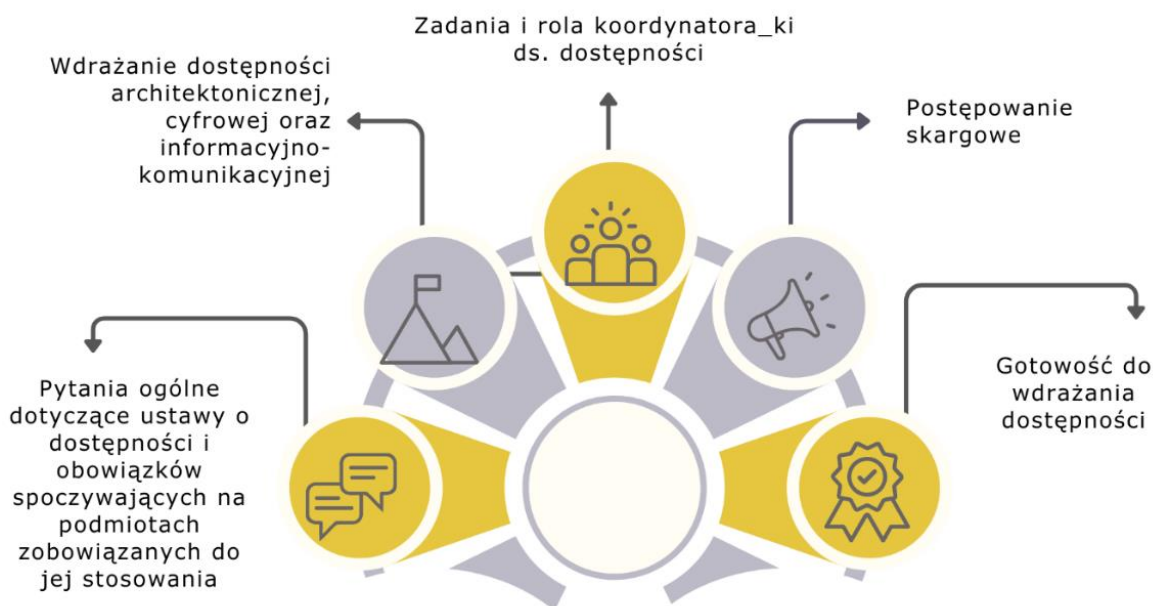 Zadania i rola koordynatora_ki
ds. dostępności
Wdrażanie dostępności
architektonicznej,
cyfrowej oraz
informacyjno-
komunikacyjnej
Postępowanie
skargowe
Pytania ogólne
dotyczące ustawy o
dostępności i
obowiązków
spoczywających na
podmiotach
zobowiązanych do
jej stosowania
Gotowość do
wdrażania
dostępności